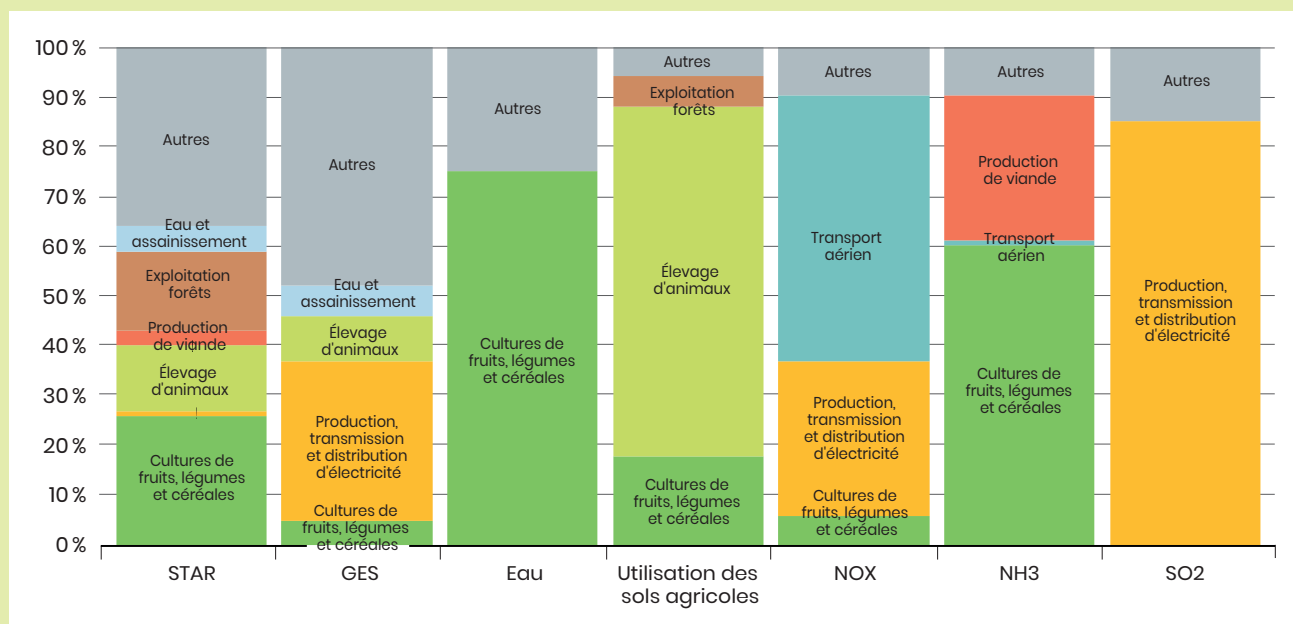 100 %
90 %
80 %
70 %
60 %
50 %
40 %
30 %
20 %
10 %
0 %
Autres
Eau et
assainissement
Exploitation
forêts
Production
de viande
Élevage
d'animaux
Cultures de
fruits, légumes
et céréales
STAR
Autres
Eau et
assainissement
Élevage
d'animaux
Production,
transmission
et distribution
d'électricité
Cultures de
fruits, légumes
et céréales
GES
Autres
Cultures de
fruits, légumes
et céréales
Eau
Autres
Exploitation
forêts
Élevage
d'animaux
Cultures de
fruits, légumes
et céréales
Utilisation des
sols agricoles
Autres
Transport
aérien
Production,
transmission
et distribution
d'électricité
Cultures de
fruits, légumes
et céréales
NOX
Autres
Production
de viande
Transport
aérien
Cultures de
fruits, légumes
et céréales
NH3
Autres
Production,
transmission
et distribution
d'électricité
SO2